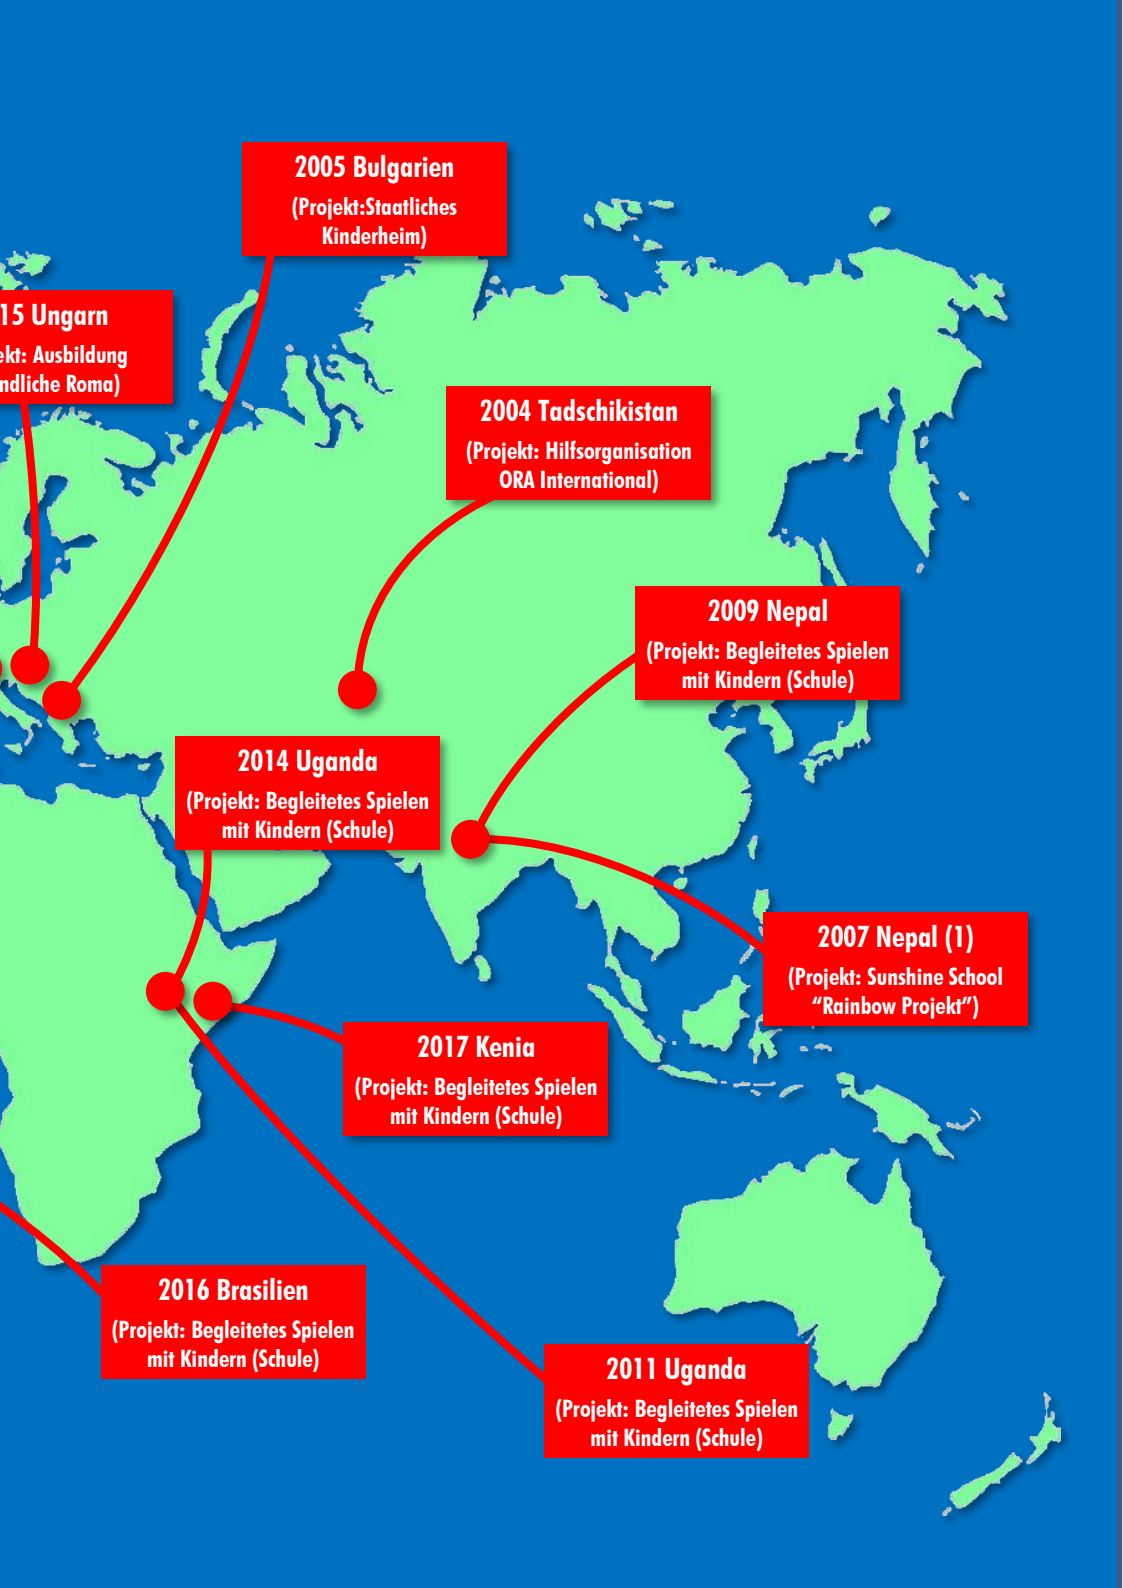 2005 Bulgarien
(Projekt:Staatliches
Kinderheim)
15 Ungarn
ekt: Ausbildung
ndliche Roma)
2004 Tadschikistan
(Projekt: Hilfsorganisation
ORA International)
2009 Nepal
(Projekt: Begleitetes Spielen
mit Kindern (Schule)
2014 Uganda
(Projekt: Begleitetes Spielen
mit Kindern (Schule)
2007 Nepal (1)
(Projekt: Sunshine School
“Rainbow Projekt”)
2017 Kenia
(Projekt: Begleitetes Spielen
mit Kindern (Schule)
2016 Brasilien
(Projekt: Begleitetes Spielen
mit Kindern (Schule)
2011 Uganda
(Projekt: Begleitetes Spielen
mit Kindern (Schule)